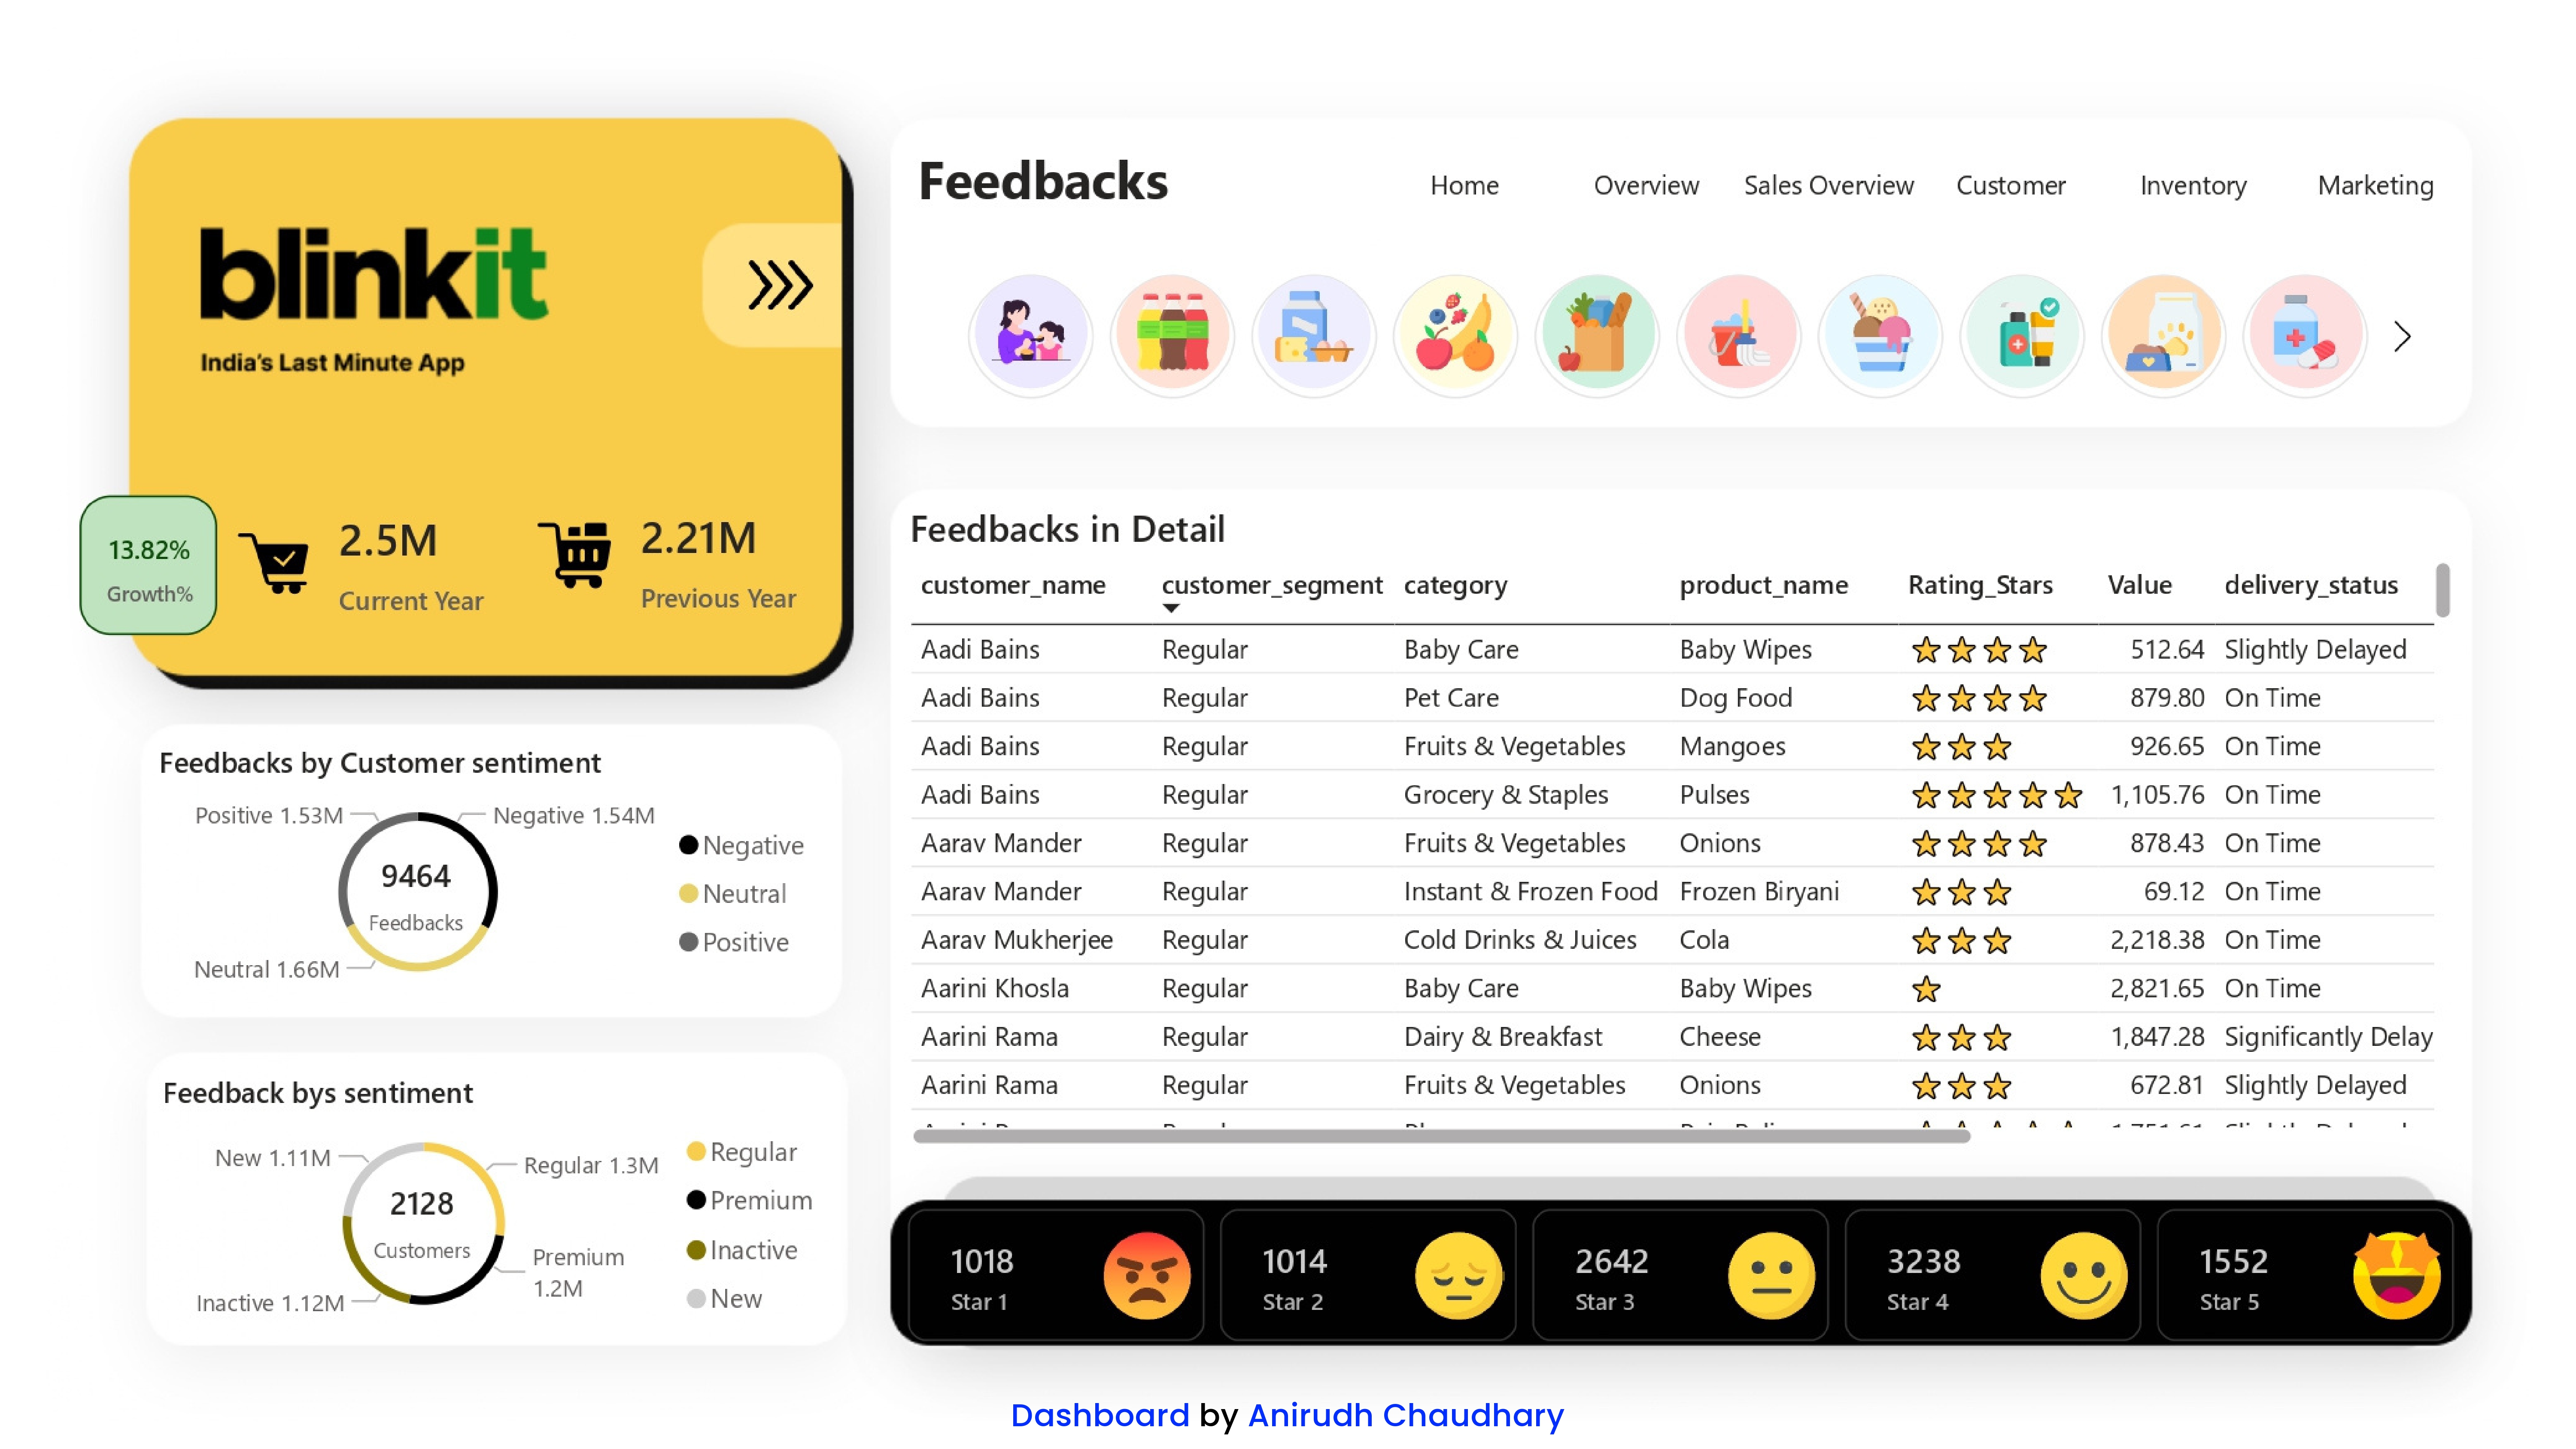 blinkit
India's Last Minute App
13.82%
Growth%
2.5M
Current Year
2.21M
Previous Year
Feedbacks
Home Overview Sales Overview Customer Inventory Marketing
Feedbacks by Customer sentiment
Positive 1.53M
Negative 1.54M
Neutral 1.66M
9464
Feedbacks
Negative
Neutral
Positive
Feedback bys sentiment
New 1.11M
Regular 1.3M
Premium
1.2M
Inactive 1.12M
2128
Customers
Regular
Premium
Inactive
New
Feedbacks in Detail
customer_name customer_segment category product_name Rating_Stars Value delivery_status
Aadi Bains Regular Baby Care Baby Wipes 512.64 Slightly Delayed
Aadi Bains Regular Pet Care Dog Food 879.80 On Time
Aadi Bains Regular Fruits & Vegetables Mangoes 926.65 On Time
Aadi Bains Regular Grocery & Staples Pulses 1,105.76 On Time
Aarav Mander Regular Fruits & Vegetables Onions 878.43 On Time
Aarav Mander Regular Instant & Frozen Food Frozen Biryani 69.12 On Time
Aarav Mukherjee Regular Cold Drinks & Juices Cola 2,218.38 On Time
Aarini Khosla Regular Baby Care Baby Wipes 2,821.65 On Time
Aarini Rama Regular Dairy & Breakfast Cheese 1,847.28 Significantly Delay
Aarini Rama Regular Fruits & Vegetables Onions 672.81 Slightly Delayed
1018
Star 1
1014
Star 2
2642
Star 3
3238
Star 4
1552
Star 5
Dashboard by Anirudh Chaudhary